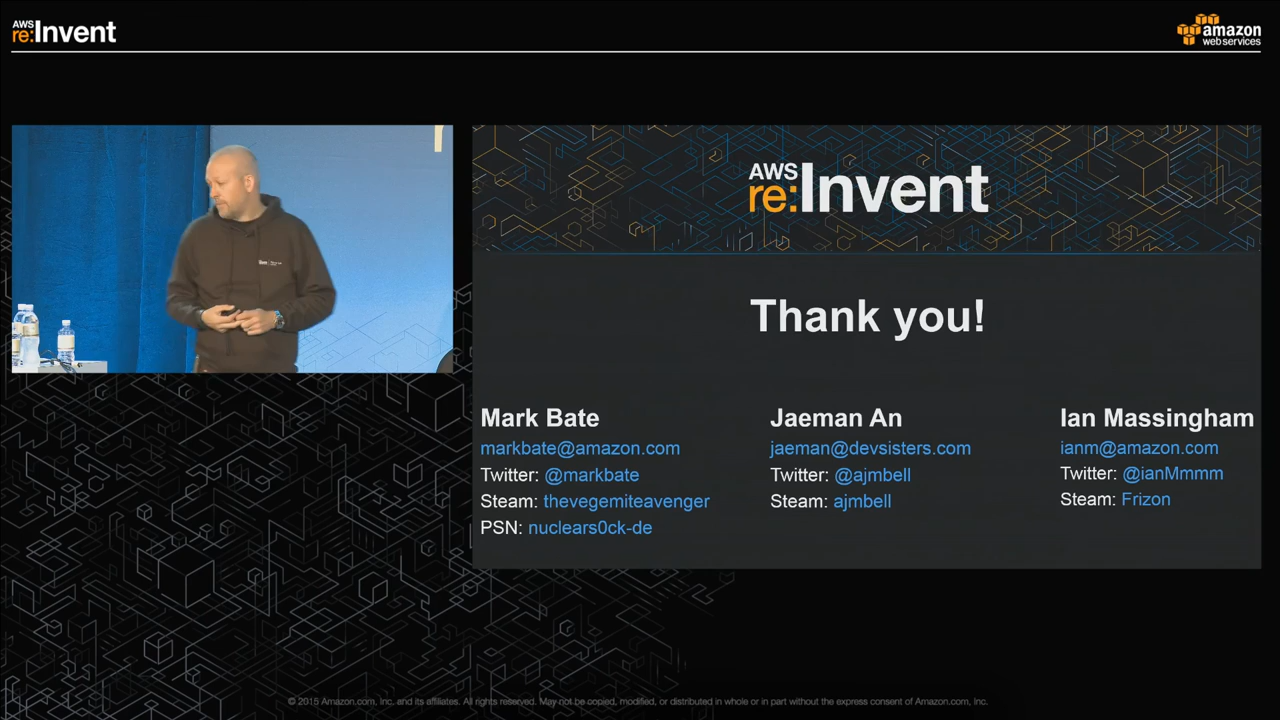 AWS
re:Invent
amazon
web services
AWS
re:Invent
Thank you!
Mark Bate
markbate@amazon.com
Twitter: @markbate
Steam: thevegemiteavenger
PSN: nuclears0ck-de
Jaeman An
jaeman@devsisters.com
Twitter: @ajmbell
Steam: ajmbell
Ian Massingham
ianm@amazon.com
Twitter: @ianMmmm
Steam: Frizon
© 2015 Amazon.com, Inc. and its affiliates. All rights reserved. May not be copied, modified, or distributed in whole or in part without the express consent of Amazon.com, Inc.